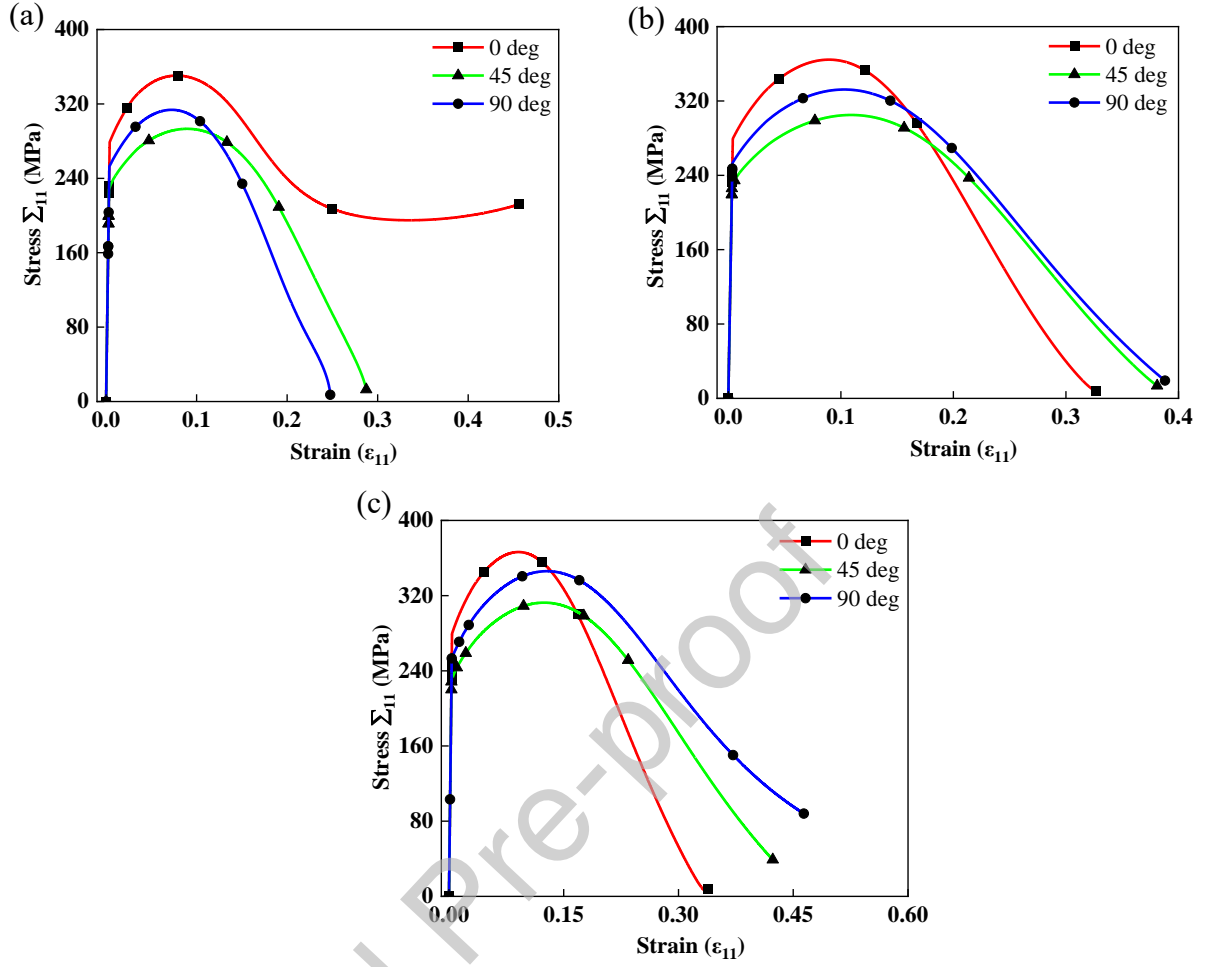 (a)
400
320
240
160
80
0
Stress Σ11 (MPa)
0 deg
45 deg
90 deg
0.0 0.1 0.2 0.3 0.4 0.5
Strain (ε11)
(b)
400
320
240
160
80
0
Stress Σ11 (MPa)
0 deg
45 deg
90 deg
0.0 0.1 0.2 0.3 0.4
Strain (ε11)
(c)
400
320
240
160
80
0
Stress Σ11 (MPa)
0 deg
45 deg
90 deg
0.00 0.15 0.30 0.45 0.60
Strain (ε11)
Pre-proof